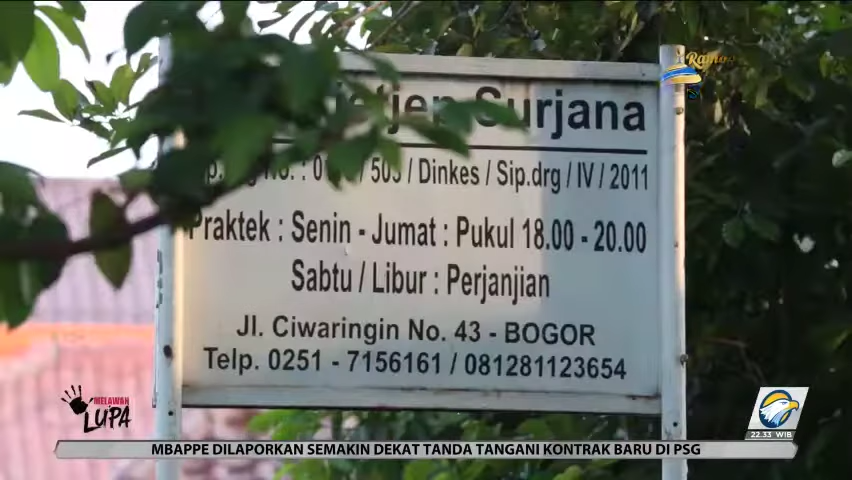 Surjana
/ Dinkes / Sip.drg / IV / 2011
Praktek : Senin - Jumat : Pukul 18.00 - 20.00
Sabtu / Libur : Perjanjian
Jl. Ciwaringin No. 43 - BOGOR
Telp. 0251 - 7156161 / 081281123654
MELAWAN
LUPA
22.33 WIB
MBAPPE DILAPORKAN SEMAKIN DEKAT TANDA TANGANI KONTRAK BARU DI PSG